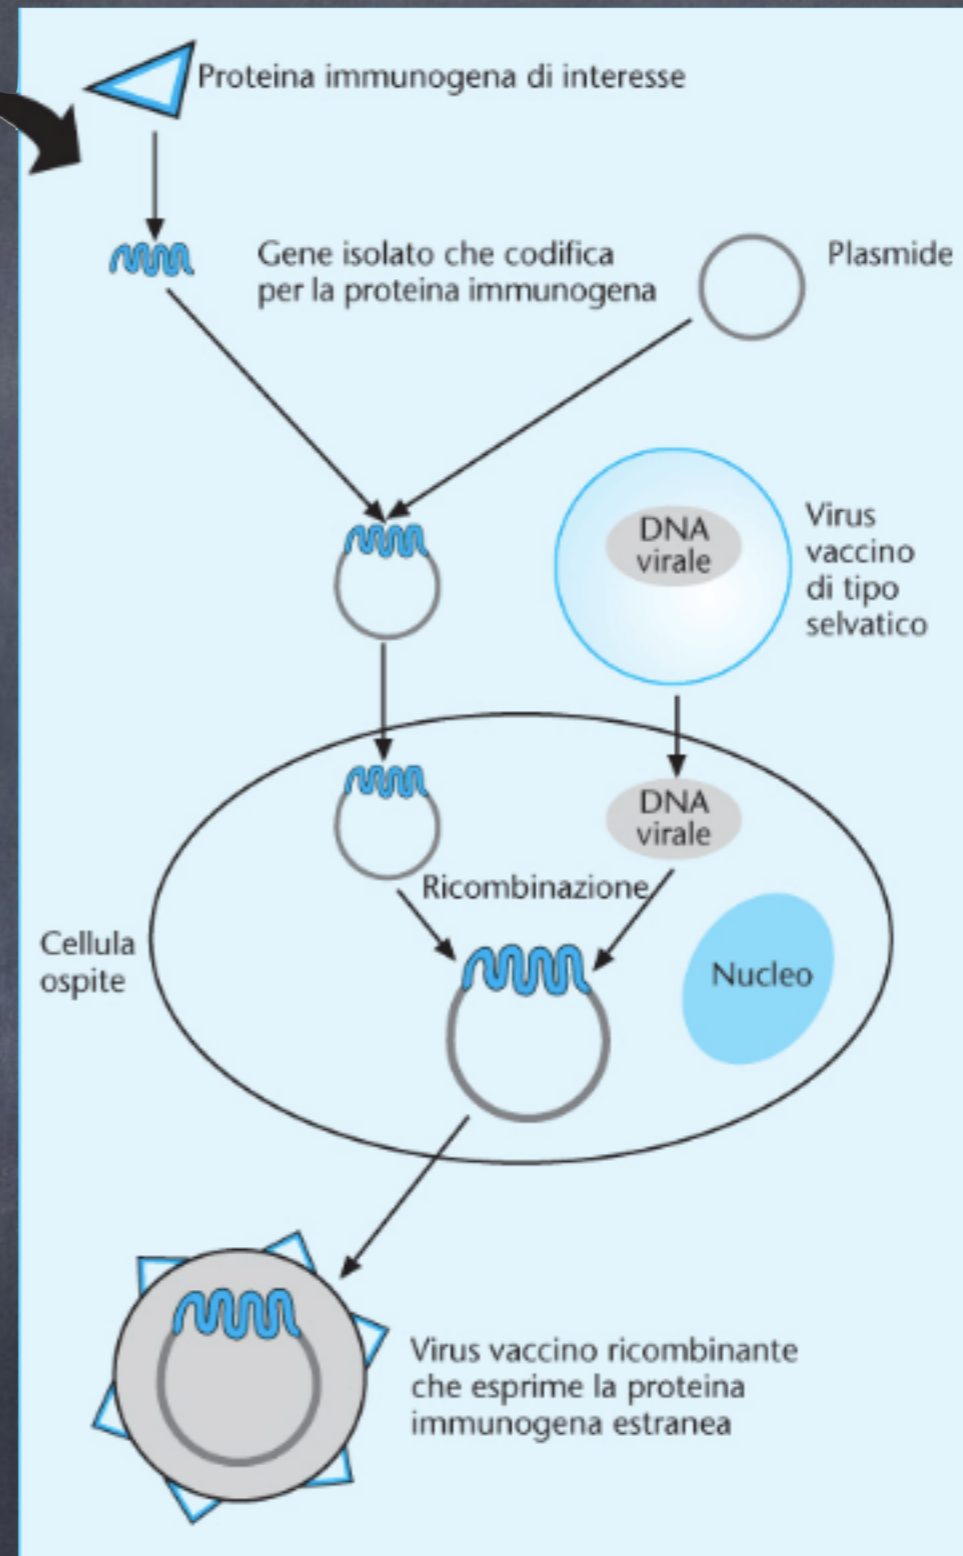 Proteina immunogena di interesse
Gene isolato che codifica
per la proteina immunogena
Plasmide
DNA
virale
Virus
vaccino
di tipo
selvatico
DNA
virale
Ricombinazione
Cellula
ospite
Nucleo
Virus vaccino ricombinante
che esprime la proteina
immunogena estranea